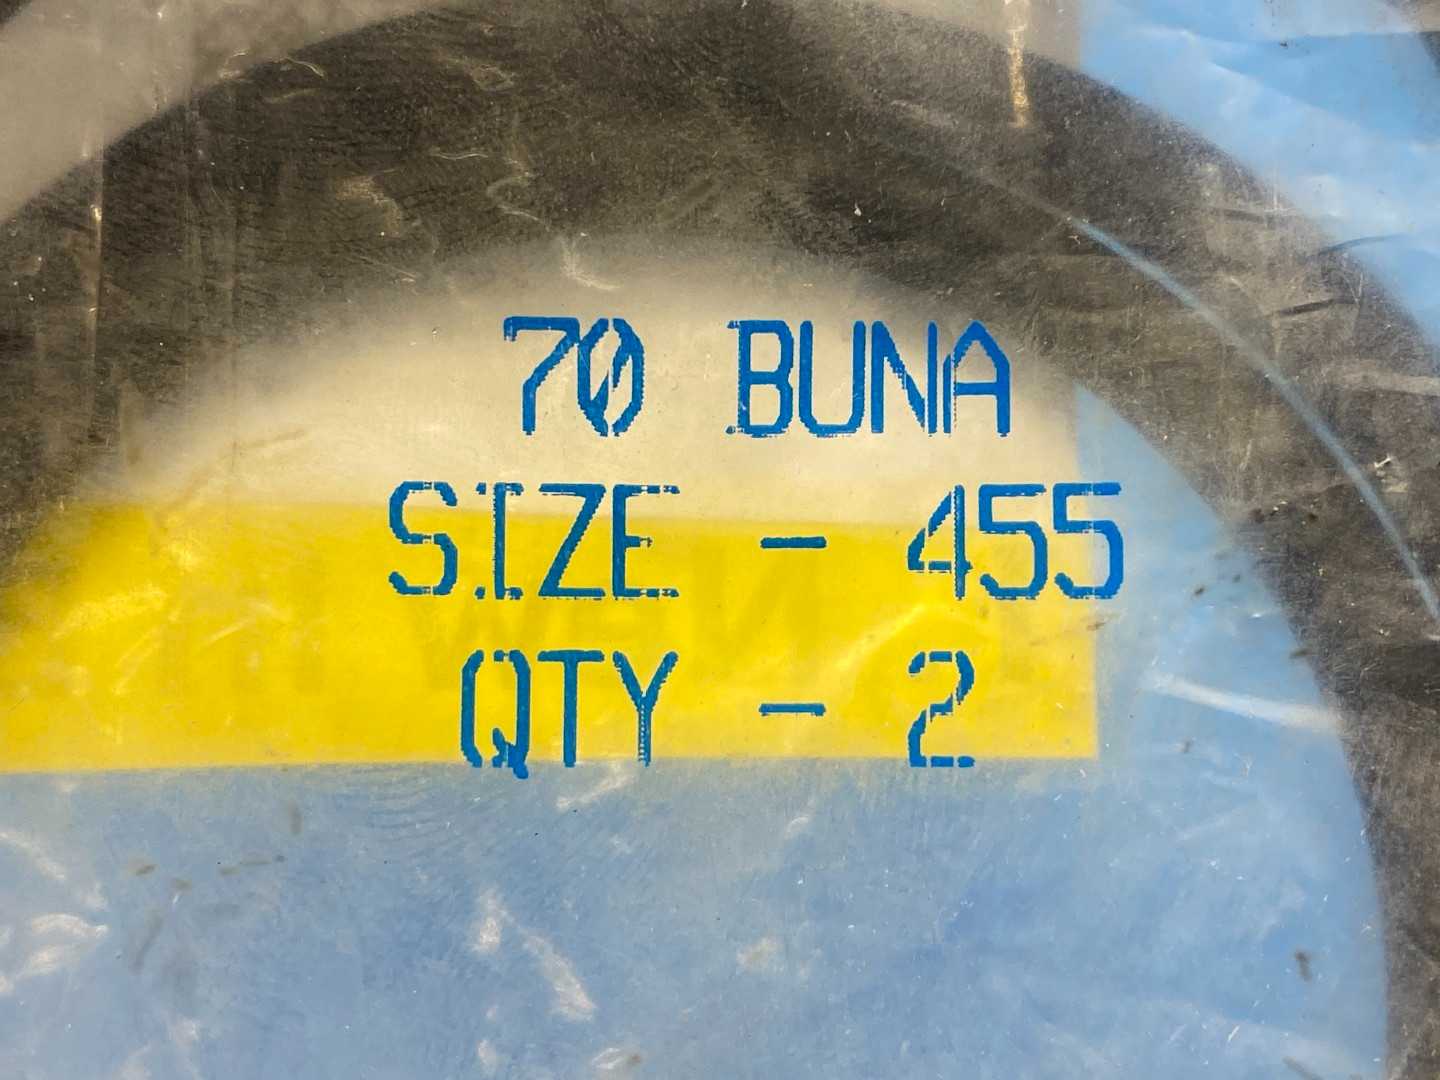 70 BUNA
SIZE - 455
QTY - 2